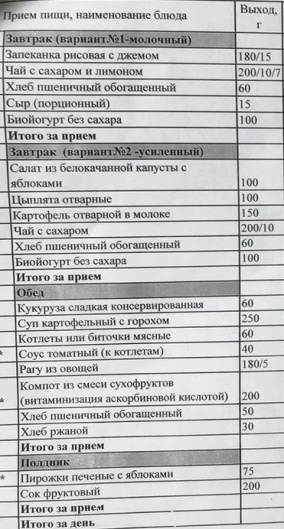 Прием пищи, наименование блюда Выход, г
Завтрак (вариант№1-молочный)
Запеканка рисовая с джемом 180/15
Чай с сахаром и лимоном 200/10/7
Хлеб пшеничный обогащенный 60
Сыр (порционный) 15
Биойогурт без сахара 100
Итого за прием
Завтрак (вариант№2 -усиленный)
Салат из белокачанной капусты с
яблоками 100
Цыплята отварные 100
Картофель отварной в молоке 150
Чай с сахаром 200/10
Хлеб пшеничный обогащенный 60
Биойогурт без сахара 100
Итого за прием
Обед
Кукуруза сладкая консервированная 60
Суп картофельный с горохом 250
Котлеты или биточки мясные 60
* Соус томатный (к котлетам) 40
Рагу из овощей 180/5
Компот из смеси сухофруктов
* (витаминизация аскорбиновой кислотой) 200
Хлеб пшеничный обогащенный 50
Хлеб ржаной 30
Итого за прием
Полдник
* Пирожки печеные с яблоками 75
Сок фруктовый 200
Итого за прием
Итого за день